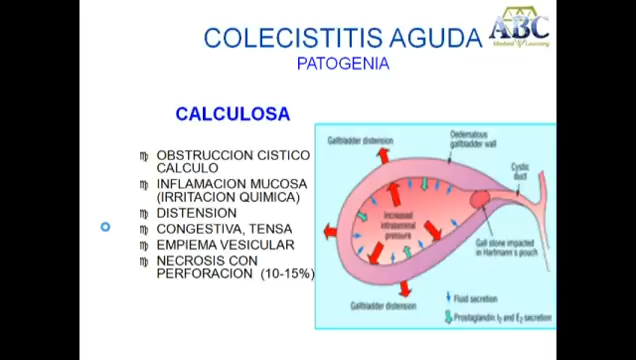 COLECISTITIS AGUDA
ABC
Medical Learning
PATOGENIA
CALCULOSA
OBSTRUCCION CISTICO
CALCULO
INFLAMACION MUCOSA
(IRRITACION QUIMICA)
DISTENSION
CONGESTIVA, TENSA
EMPIEMA VESICULAR
NECROSIS CON
PERFORACION (10-15%)
Gallbladder distension
Oedematous
gallbladder wall
Cystic
duct
Increased
intraluminal
pressure
Gall stone impacted
in Hartmann's pouch
Gallbladder distension
Fluid secretion
Prostaglandin I2 and E2 secretion